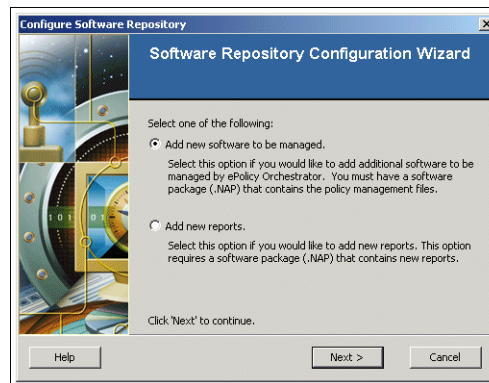 Configure Software Repository
Software Repository Configuration Wizard
Select one of the following:
Add new software to be managed.
Select this option if you would like to add additional software to be
managed by ePolicy Orchestrator. You must have a software
package (.NAP) that contains the policy management files.
Add new reports.
Select this option if you would like to add new reports. This option
requires a software package (.NAP) that contains new reports.
Click 'Next' to continue.
Help
Next >
Cancel